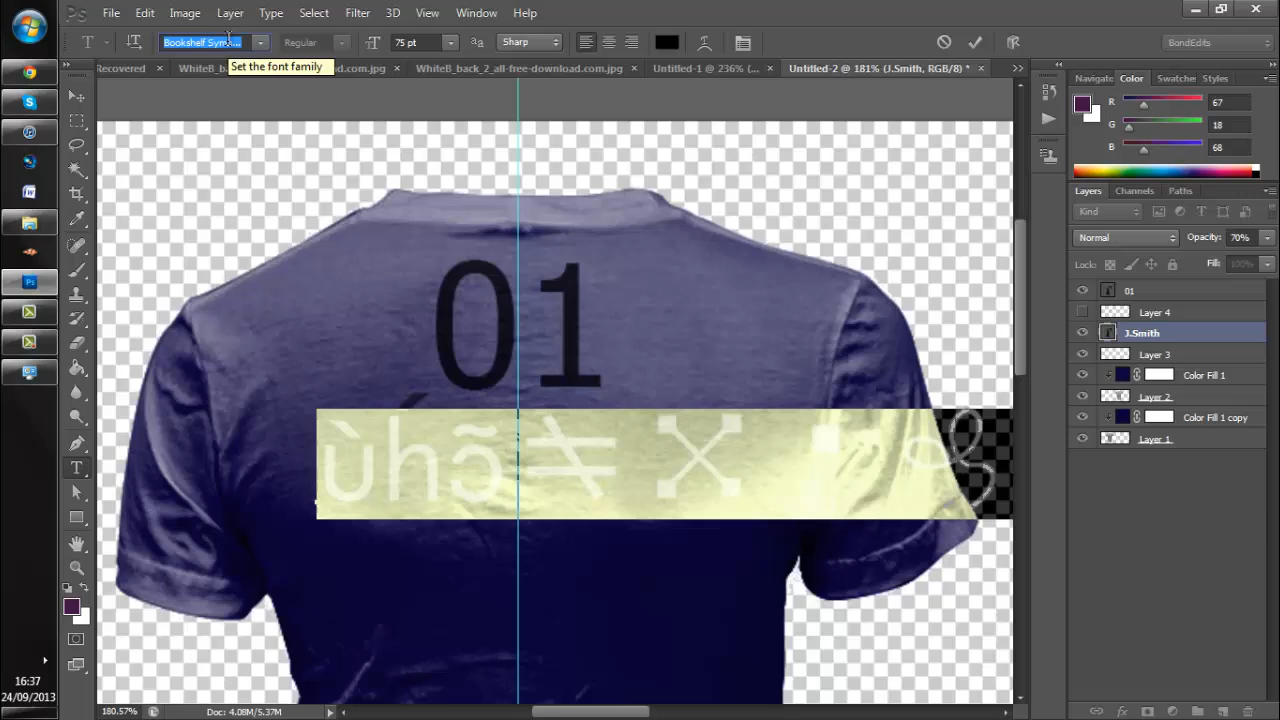 Ps File Edit Image Layer Type Select Filter 3D View Window Help
T Bookshelf Sym... Regular 75 pt Sharp BondEdits
Set the font family
Recovered × WhiteB_b d.com.jpg × WhiteB_back_2_all-free-download.com.jpg × Untitled-1 @ 236% (... × Untitled-2 @ 181% (J.Smith, RGB/8) * ×
Navigatc Color Swatche Styles
R 67
G 18
B 68
Layers Channels Paths
Kind
Normal Opacity: 70%
Lock: Fill: 100%
01
Layer 4
J.Smith
Layer 3
Color Fill 1
Layer 2
Color Fill 1 copy
Layer 1
01
16:37
24/09/2013
180.57% Doc: 4.08M/5.37M